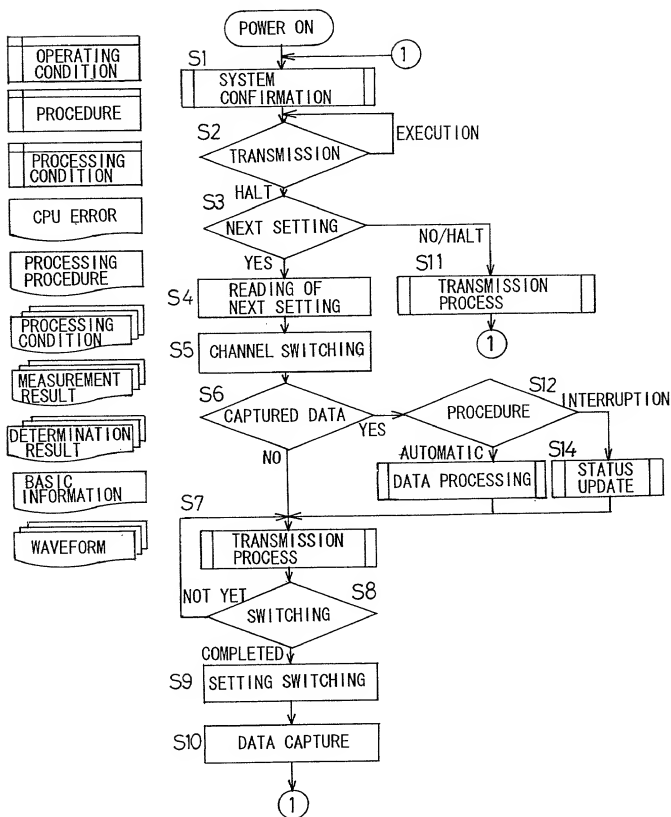 OPERATING
CONDITION
PROCEDURE
PROCESSING
CONDITION
CPU ERROR
PROCESSING
PROCEDURE
PROCESSING
CONDITION
MEASUREMENT
RESULT
DETERMINATION
RESULT
BASIC
INFORMATION
WAVEFORM
POWER ON
1
S1
SYSTEM
CONFIRMATION
S2
TRANSMISSION
EXECUTION
HALT
S3
NEXT SETTING
NO/HALT
YES
S11
TRANSMISSION
PROCESS
1
S4
READING OF
NEXT SETTING
S5
CHANNEL SWITCHING
S6
CAPTURED DATA
YES
NO
S12
PROCEDURE
INTERRUPTION
AUTOMATIC
DATA PROCESSING
S14
STATUS
UPDATE
S7
TRANSMISSION
PROCESS
NOT YET
S8
SWITCHING
COMPLETED
S9
SETTING SWITCHING
S10
DATA CAPTURE
1